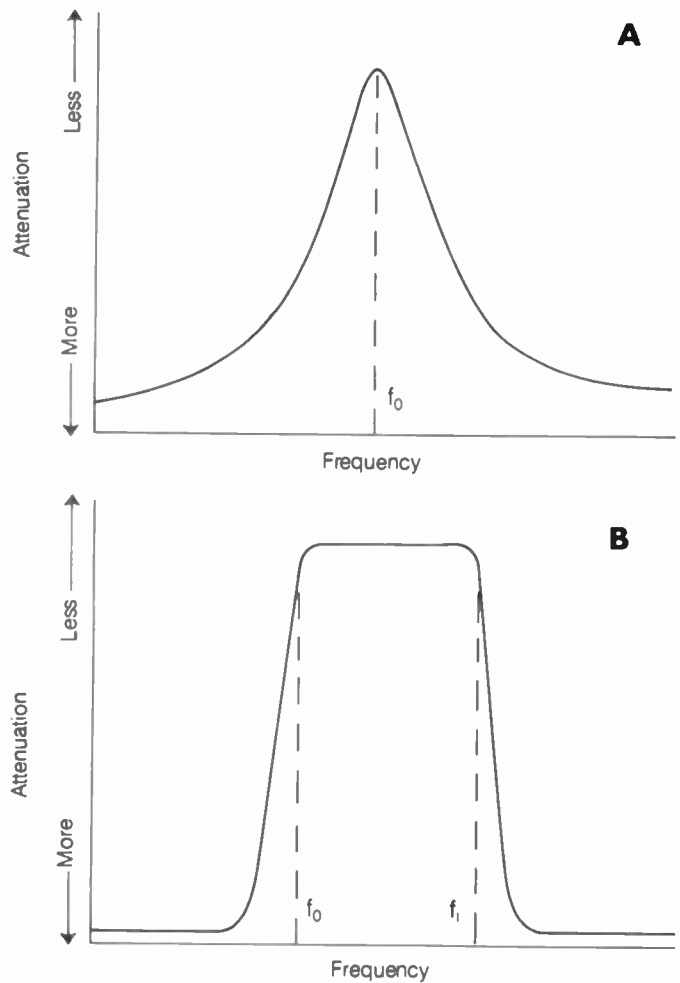 A
Less
Attenuation
More
f₀
Frequency
B
Less
Attenuation
More
f₀
f₁
Frequency